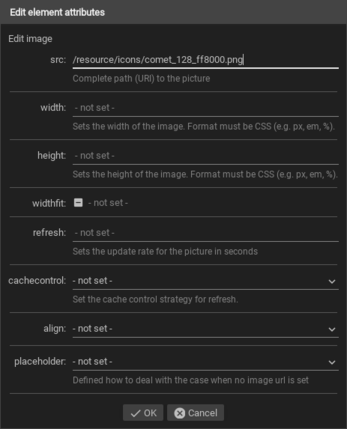 Edit element attributes
Edit image
src: /resource/icons/comet_128_ff8000.png
Complete path (URI) to the picture
width: - not set -
Sets the width of the image. Format must be CSS (e.g. px, em, %).
height: - not set -
Sets the height of the image. Format must be CSS (e.g. px, em, %).
widthfit: - not set -
refresh: - not set -
Sets the update rate for the picture in seconds
cachecontrol: - not set -
Set the cache control strategy for refresh.
align: - not set -
placeholder: - not set -
Defined how to deal with the case when no image url is set
OK Cancel